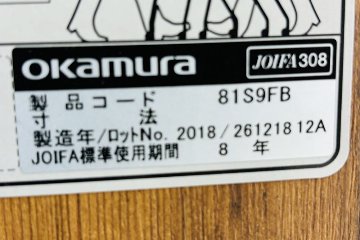 okamura JOIFA308
製品コード 81S9FB
寸法
製造年/ロットNo. 2018/26121812A
JOIFA標準使用期間 8年